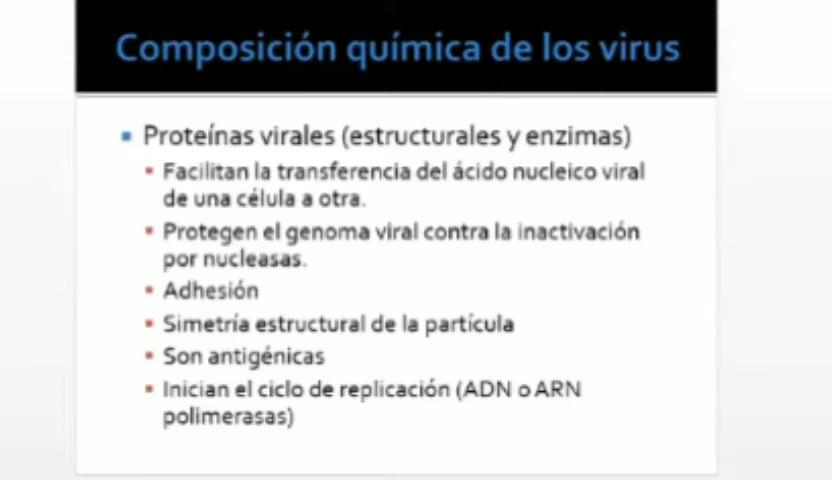 Composición química de los virus
Proteínas virales (estructurales y enzimas)
Facilitan la transferencia del ácido nucleico viral
de una célula a otra.
Protegen el genoma viral contra la inactivación
por nucleasas.
Adhesión
Simetría estructural de la partícula
Son antigénicas
Inician el ciclo de replicación (ADN o ARN
polimerasas)